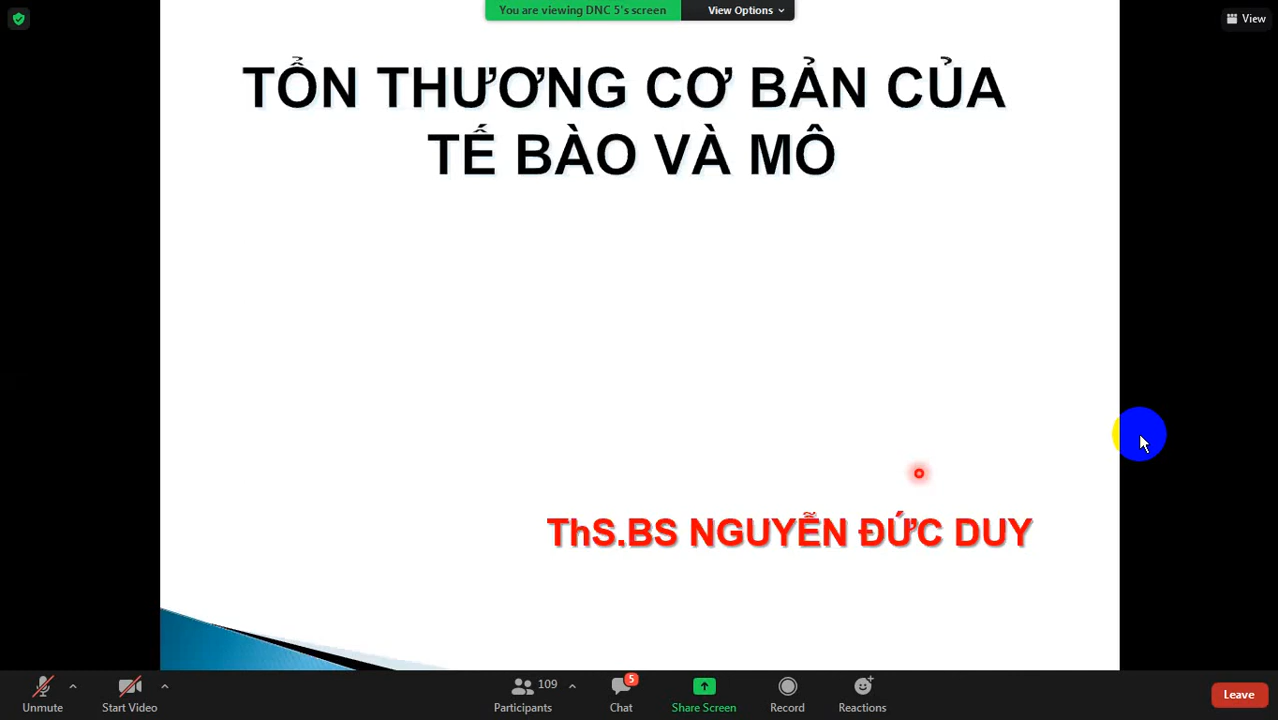 You are viewing DNC 5's screen
View Options
View
TỔN THƯƠNG CƠ BẢN CỦA
TẾ BÀO VÀ MÔ
ThS.BS NGUYỄN ĐỨC DUY
Unmute
Start Video
109
Participants
5
Chat
Share Screen
Record
Reactions
Leave